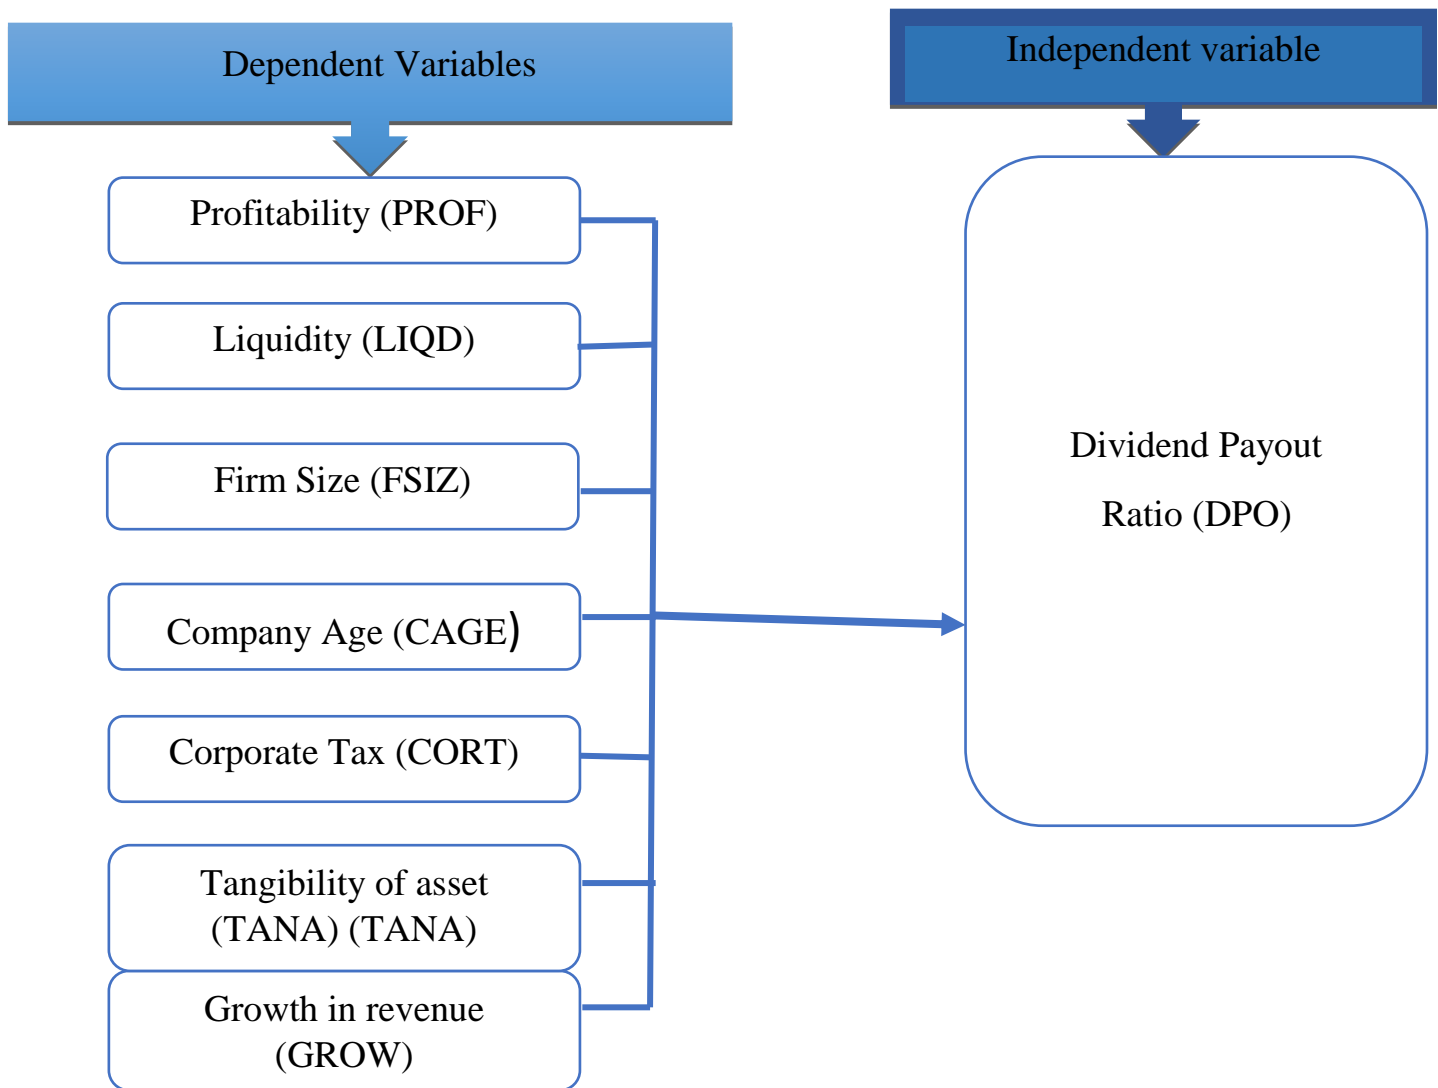 Dependent Variables
Independent variable
Profitability (PROF)
Liquidity (LIQD)
Firm Size (FSIZ)
Company Age (CAGE)
Corporate Tax (CORT)
Tangibility of asset
(TANA) (TANA)
Growth in revenue
(GROW)
Dividend Payout
Ratio (DPO)